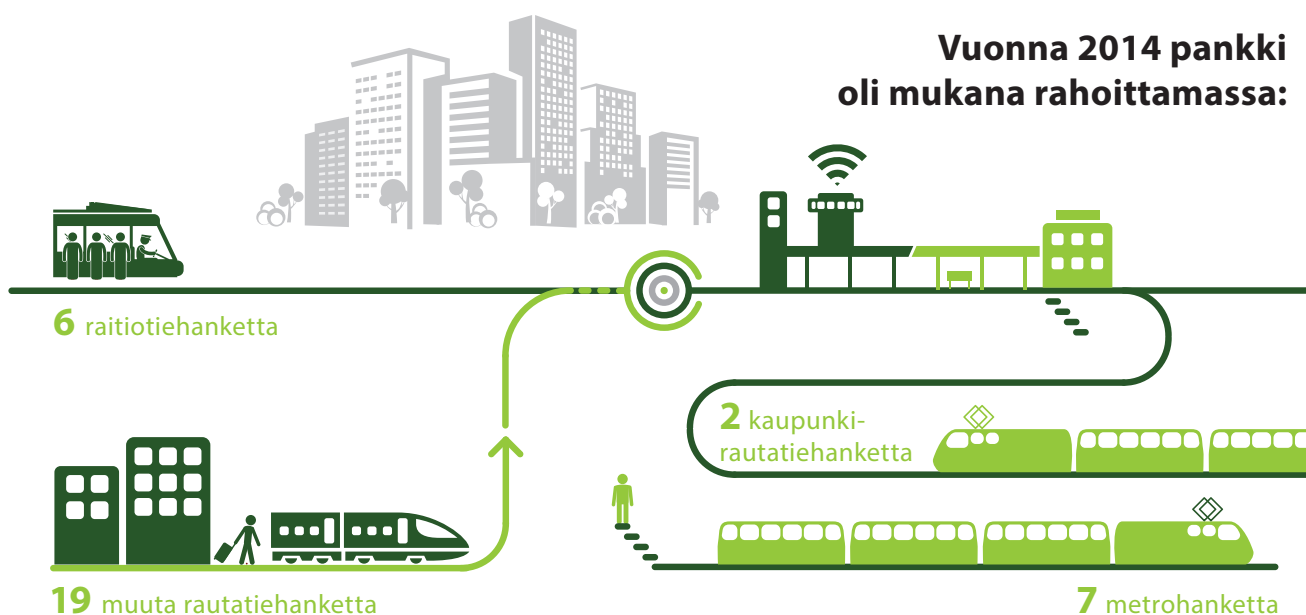 Vuonna 2014 pankki
oli mukana rahoittamassa:
6 raitiotiehanketta
2 kaupunki-
rautatiehanketta
19 muuta rautatiehanketta
7 metrohanketta